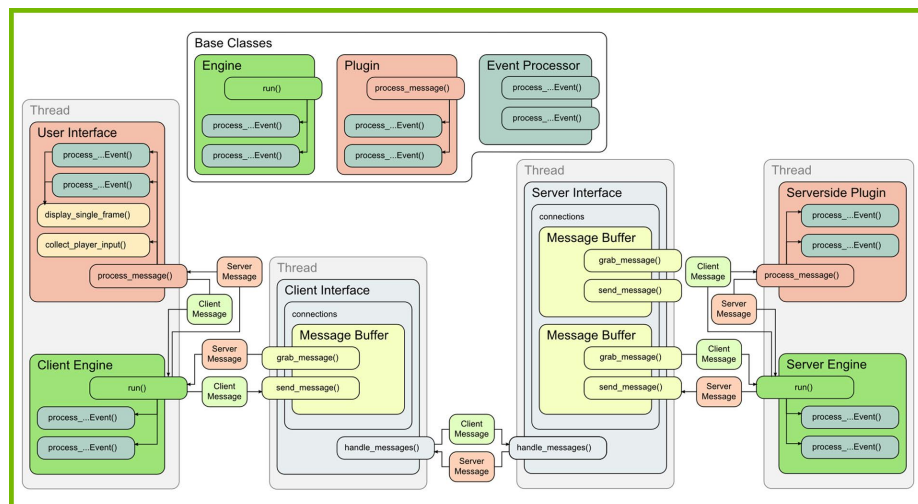 Base Classes
Engine
run()
process_...Event()
process_...Event()
Plugin
process_message()
process_...Event()
process_...Event()
Event Processor
process_...Event()
process_...Event()
Thread
User Interface
process_...Event()
process_...Event()
display_single_frame()
collect_player_input()
process_message()
Server
Message
Client
Message
Client Engine
run()
process_...Event()
process_...Event()
Server
Message
Client
Message
Thread
Client Interface
connections
Message Buffer
grab_message()
send_message()
handle_messages()
Client
Message
Server
Message
Thread
Server Interface
connections
Message Buffer
grab_message()
send_message()
Message Buffer
grab_message()
send_message()
handle_messages()
Client
Message
Server
Message
Client
Message
Server
Message
Thread
Serverside Plugin
process_...Event()
process_...Event()
process_message()
Server Engine
run()
process_...Event()
process_...Event()